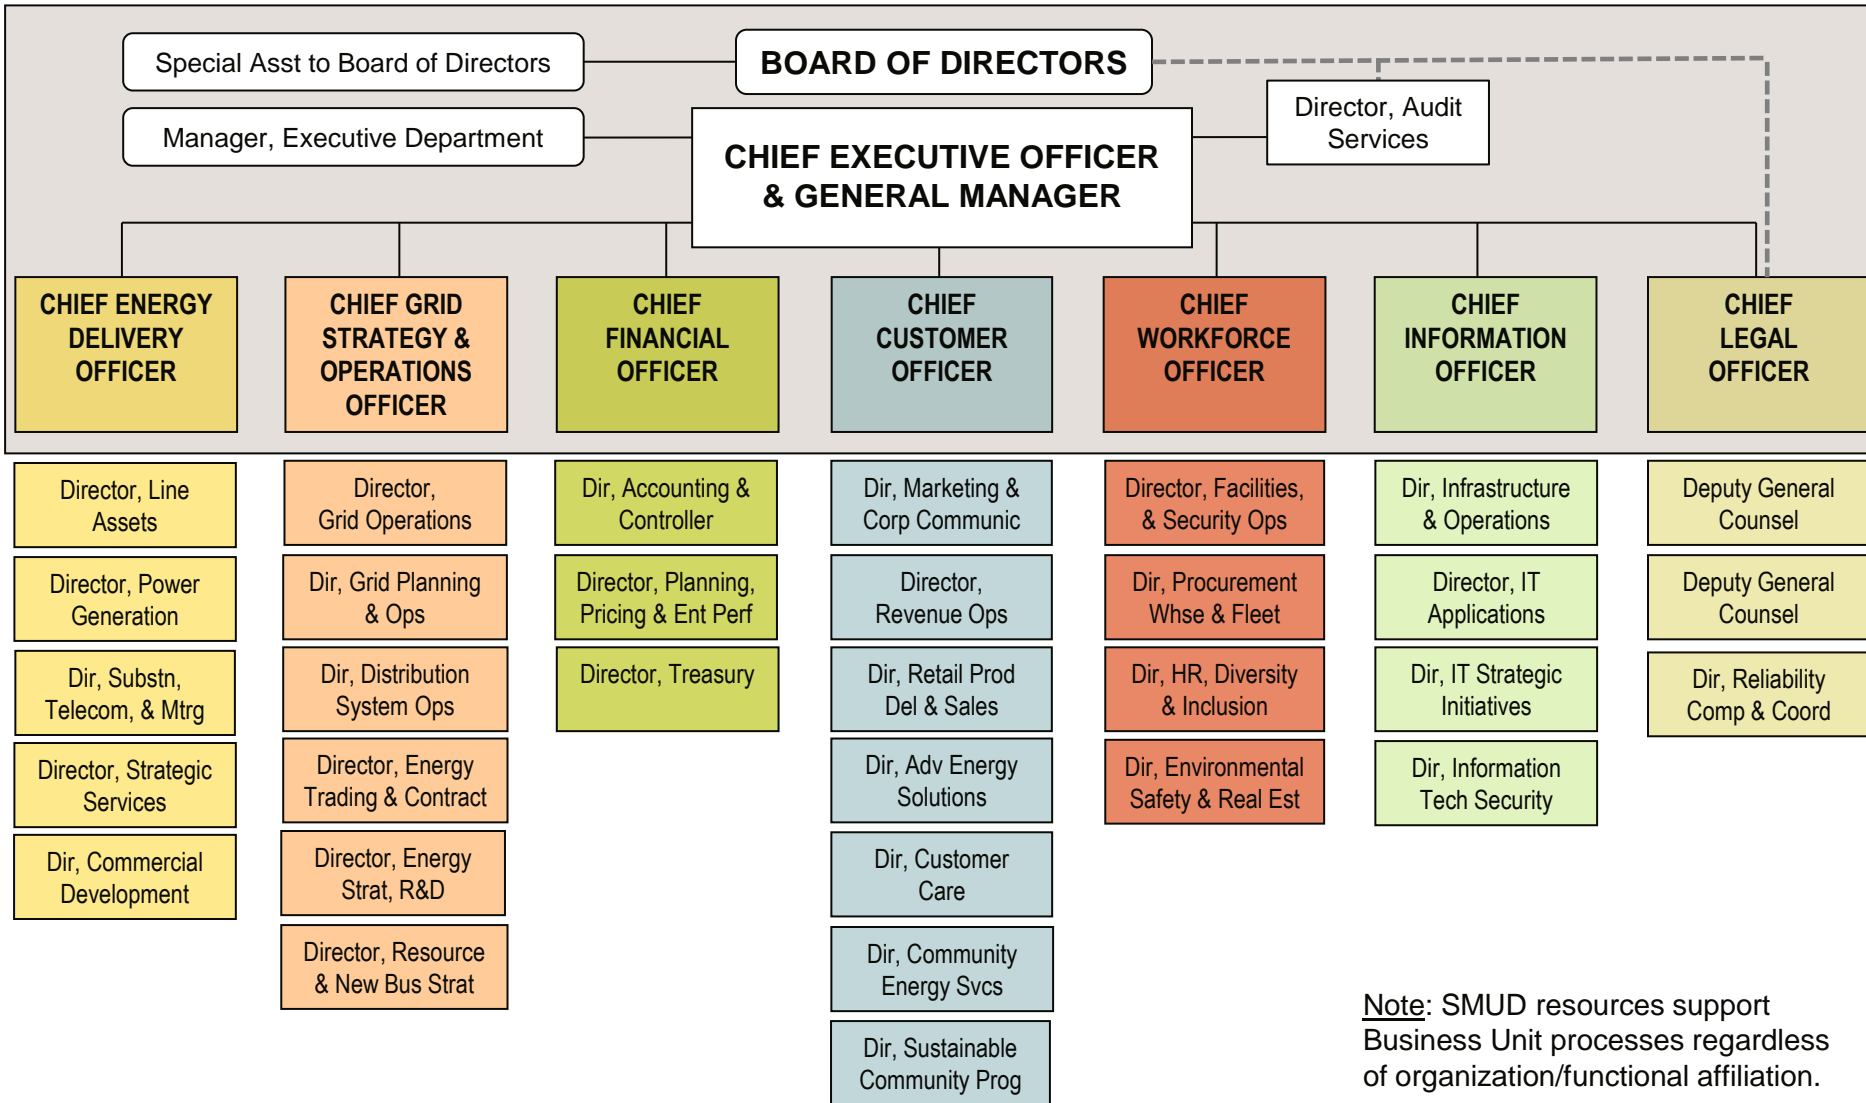 Special Asst to Board of Directors
BOARD OF DIRECTORS
Manager, Executive Department
Director, Audit
Services
CHIEF EXECUTIVE OFFICER
& GENERAL MANAGER
CHIEF ENERGY
DELIVERY
OFFICER
CHIEF GRID
STRATEGY &
OPERATIONS
OFFICER
CHIEF
FINANCIAL
OFFICER
CHIEF
CUSTOMER
OFFICER
CHIEF
WORKFORCE
OFFICER
CHIEF
INFORMATION
OFFICER
CHIEF
LEGAL
OFFICER
Director, Line
Assets
Director, Power
Generation
Dir, Substn,
Telecom, & Mtrg
Director, Strategic
Services
Dir, Commercial
Development
Director,
Grid Operations
Dir, Grid Planning
& Ops
Dir, Distribution
System Ops
Director, Energy
Trading & Contract
Director, Energy
Strat, R&D
Director, Resource
& New Bus Strat
Dir, Accounting &
Controller
Director, Planning,
Pricing & Ent Perf
Director, Treasury
Dir, Marketing &
Corp Communic
Director,
Revenue Ops
Dir, Retail Prod
Del & Sales
Dir, Adv Energy
Solutions
Dir, Customer
Care
Dir, Community
Energy Svcs
Dir, Sustainable
Community Prog
Director, Facilities,
& Security Ops
Dir, Procurement
Whse & Fleet
Dir, HR, Diversity
& Inclusion
Dir, Environmental
Safety & Real Est
Dir, Infrastructure
& Operations
Director, IT
Applications
Dir, IT Strategic
Initiatives
Dir, Information
Tech Security
Deputy General
Counsel
Deputy General
Counsel
Dir, Reliability
Comp & Coord
Note: SMUD resources support
Business Unit processes regardless
of organization/functional affiliation.